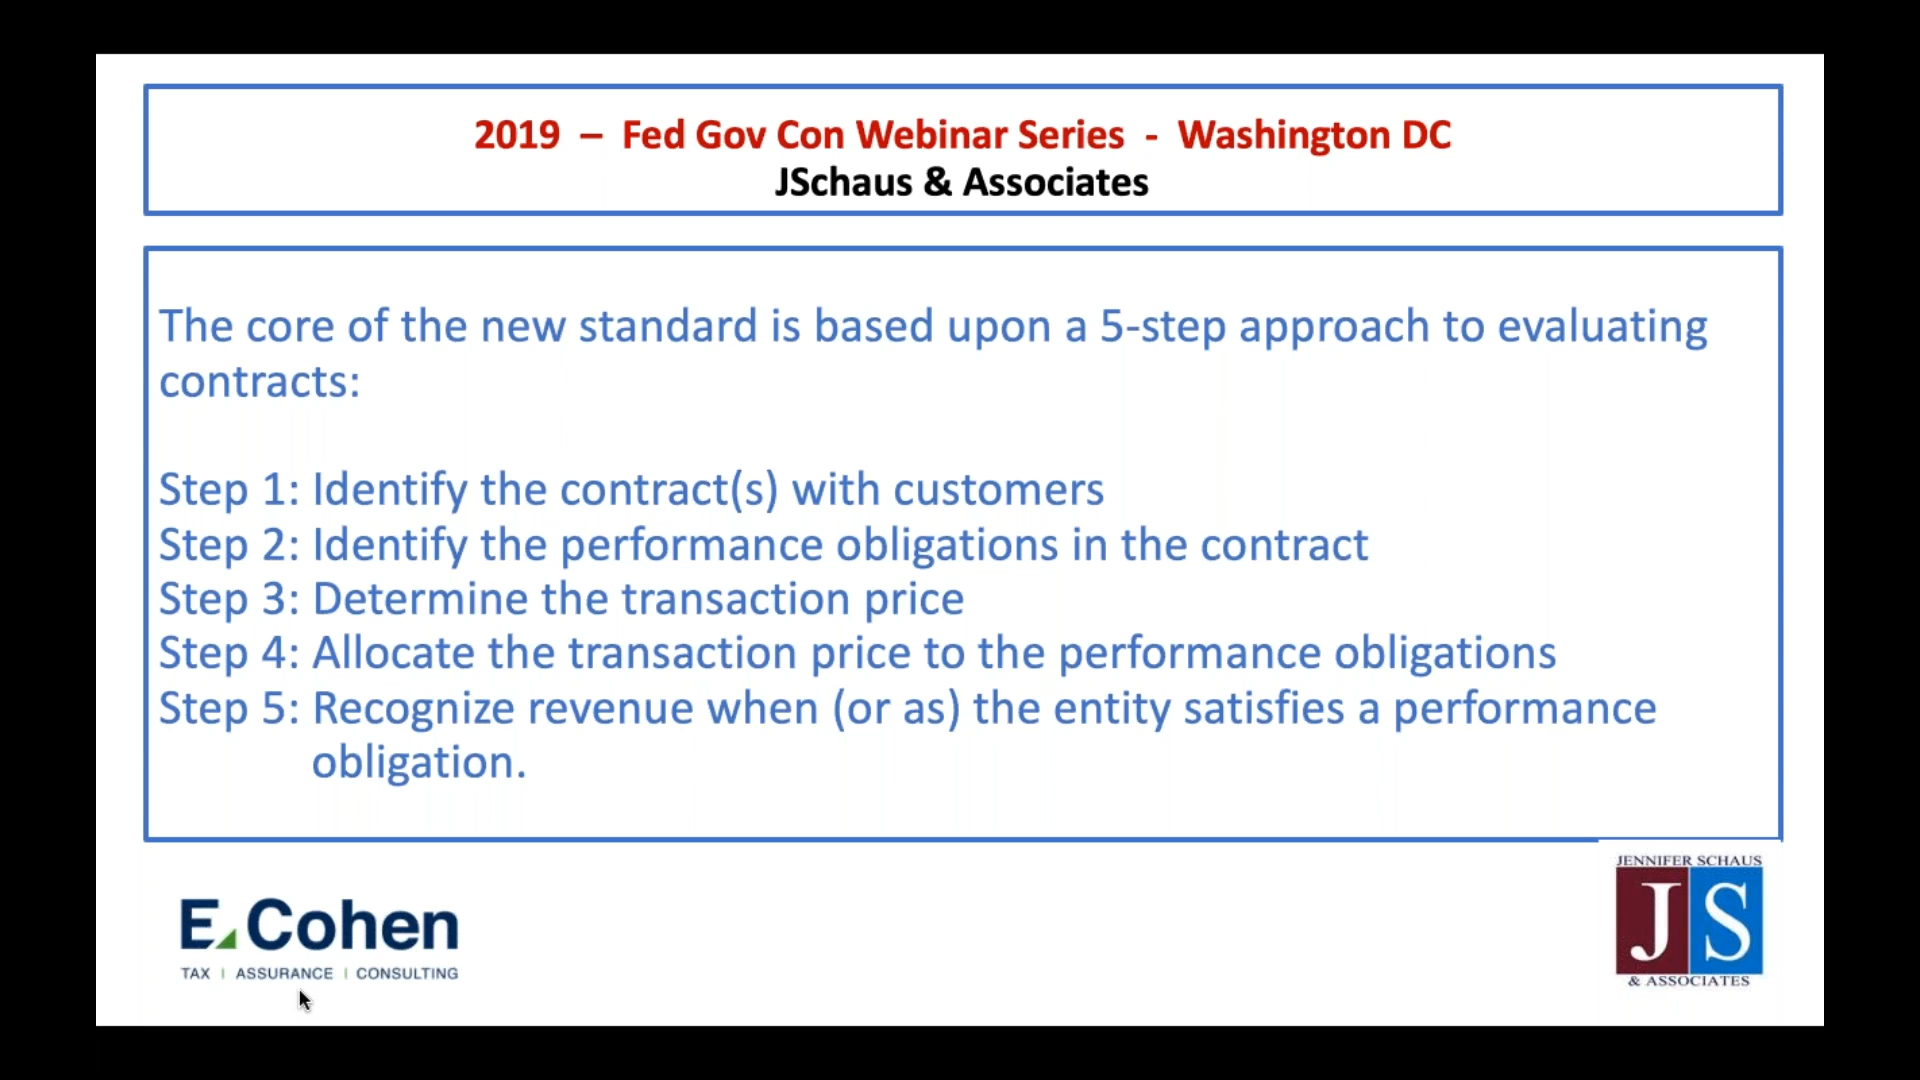 2019 – Fed Gov Con Webinar Series - Washington DC
JSchaus & Associates
The core of the new standard is based upon a 5-step approach to evaluating
contracts:
Step 1: Identify the contract(s) with customers
Step 2: Identify the performance obligations in the contract
Step 3: Determine the transaction price
Step 4: Allocate the transaction price to the performance obligations
Step 5: Recognize revenue when (or as) the entity satisfies a performance
obligation.
E Cohen
TAX | ASSURANCE | CONSULTING
JENNIFER SCHAUS
JS
& ASSOCIATES